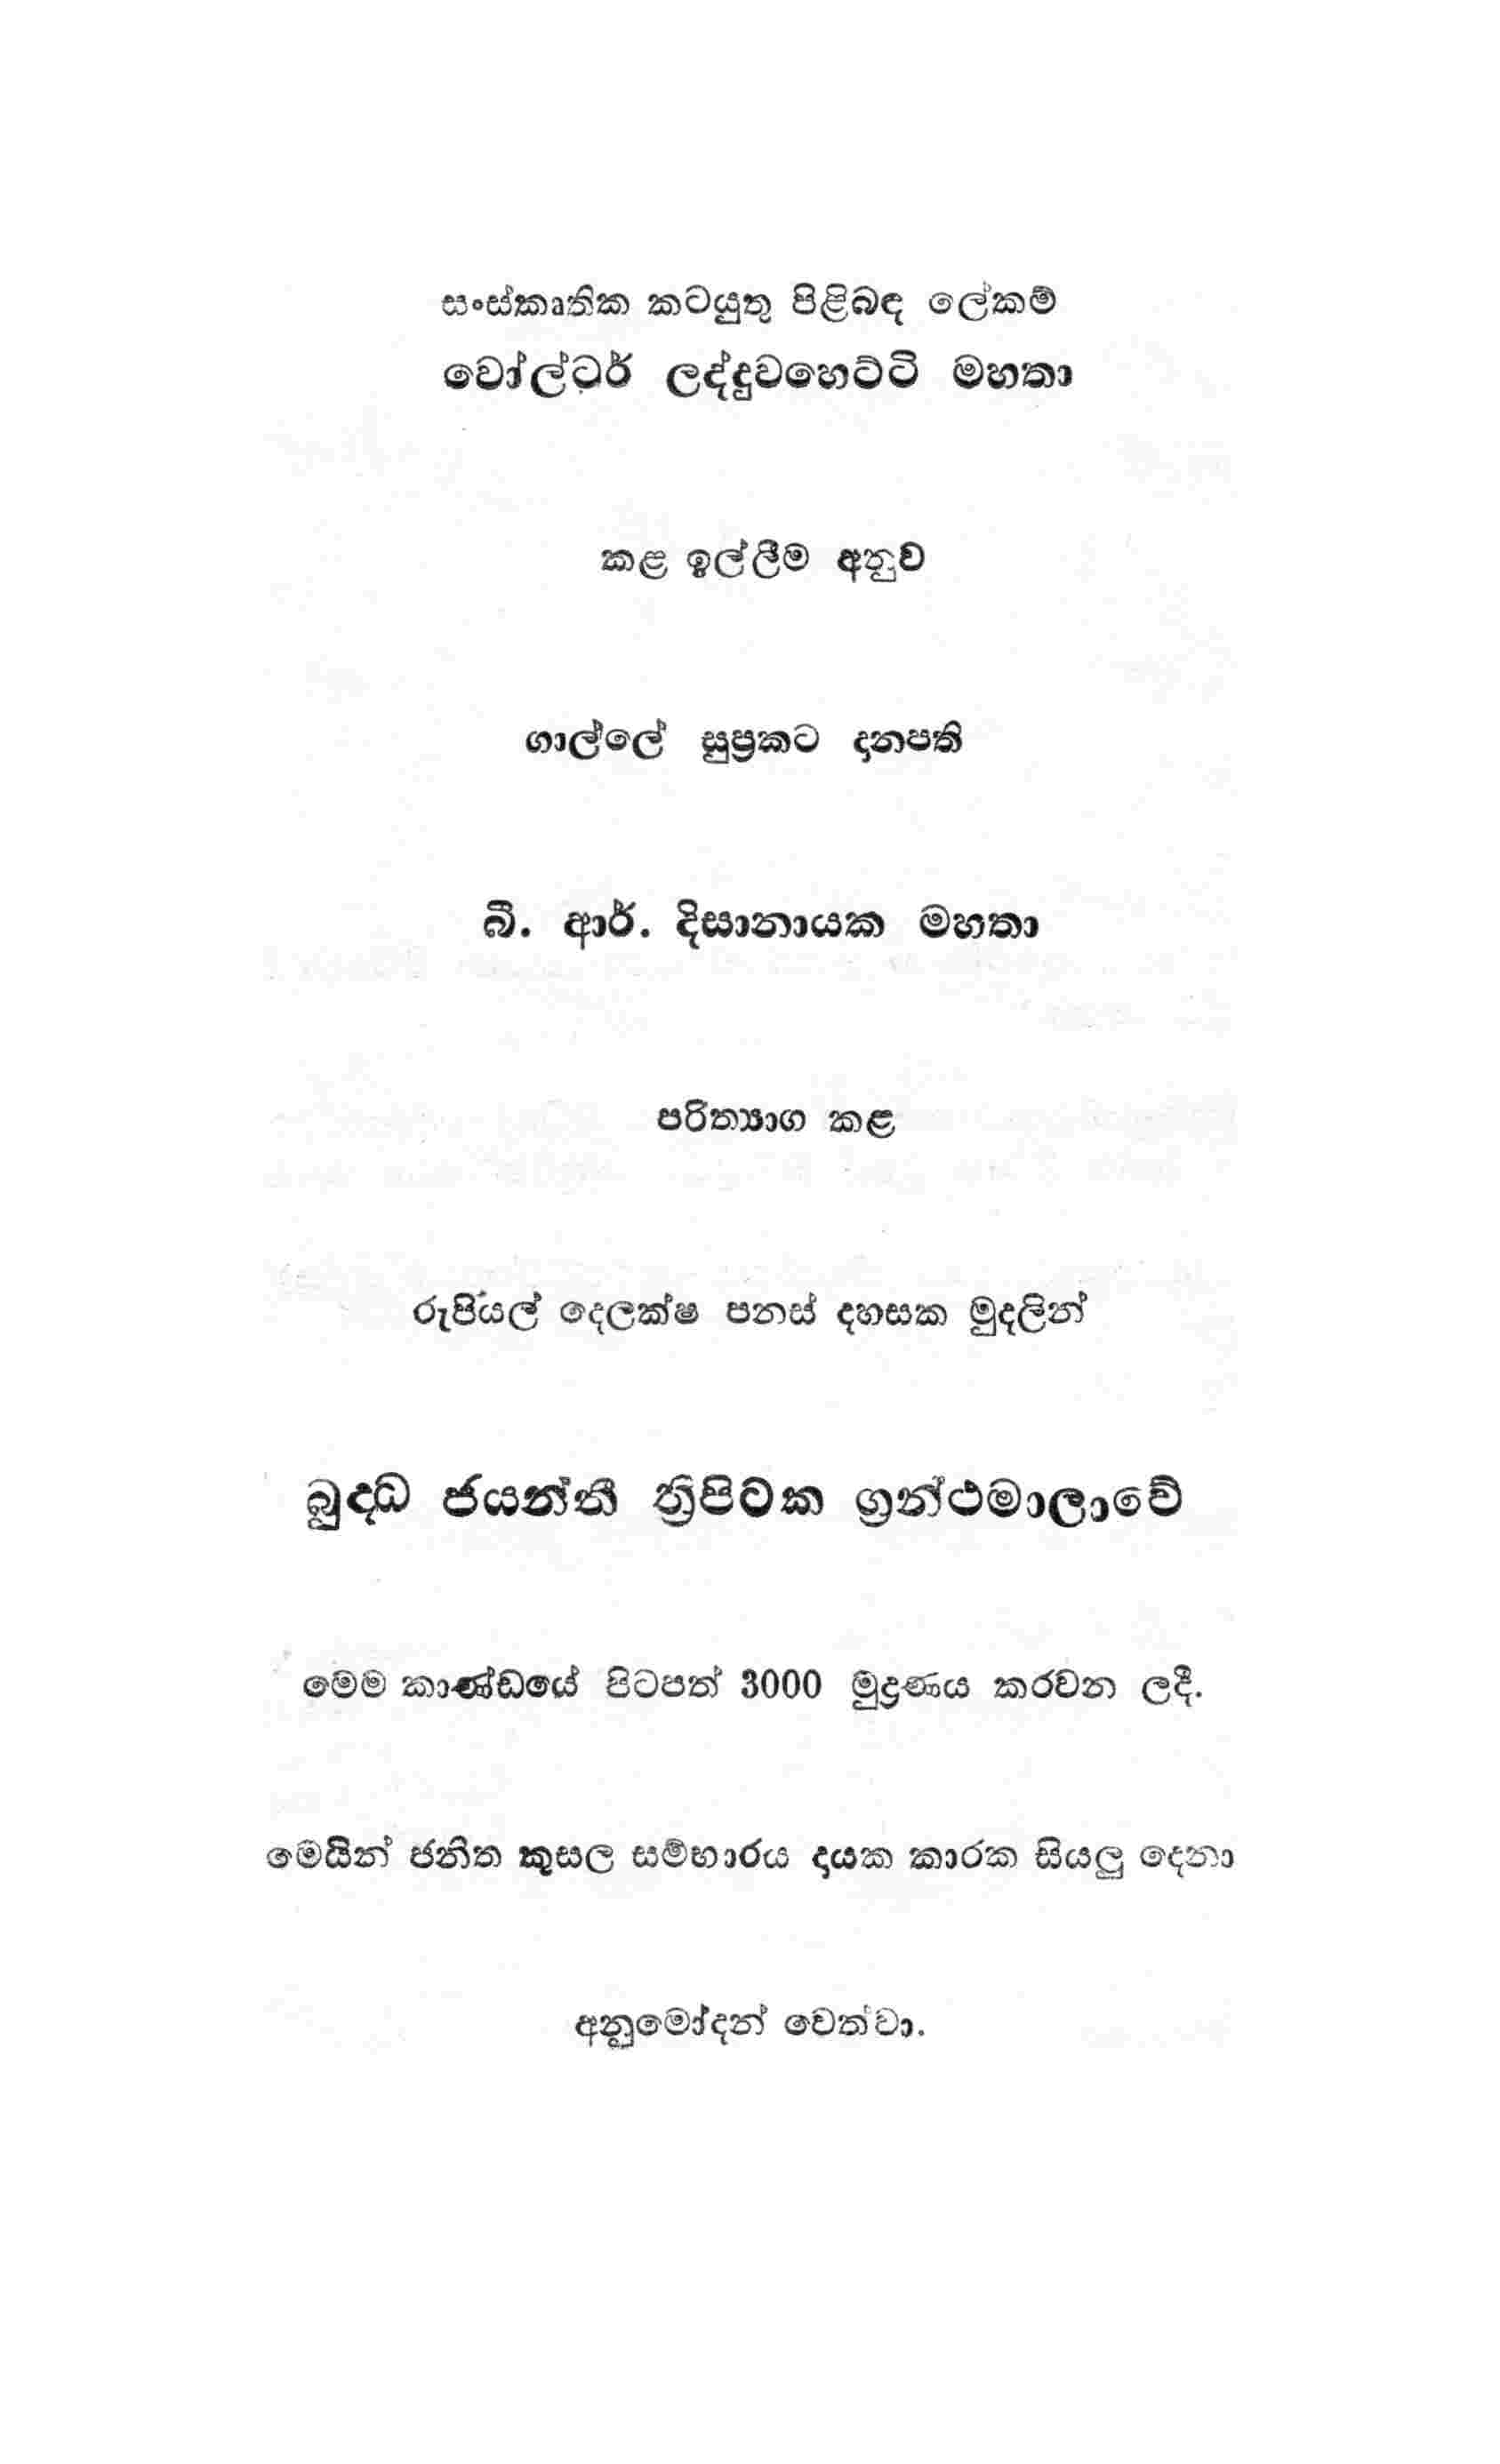 සංස්කෘතික කටයුතු පිළිබඳ ලේකම්
වෝල්ටර් ලද්දුවහෙට්ටි මහතා
කළ ඉල්ලීම අනුව
ගාල්ලේ සුප්‍රකට දානපති
බී. ආර්. දිසානායක මහතා
පරිත්‍යාග කළ
රුපියල් දෙලක්ෂ පනස් දහසක මුදලින්
බුද්ධ ජයන්තී ත්‍රිපිටක ග්‍රන්ථමාලාවේ
මෙම කාණ්ඩයේ පිටපත් 3000 මුද්‍රණය කරවන ලදී.
මෙයින් ජනිත කුසල සම්භාරය දායක කාරක සියලු දෙනා
අනුමෝදන් වෙත්වා.